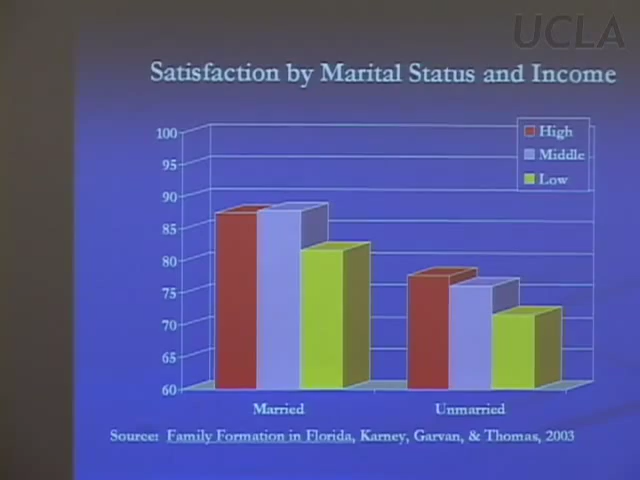 UCLA
Satisfaction by Marital Status and Income
High
Middle
Low
100
95
90
85
80
75
70
65
60
Married
Unmarried
Source: Family Formation in Florida, Karney, Garvan, & Thomas, 2003